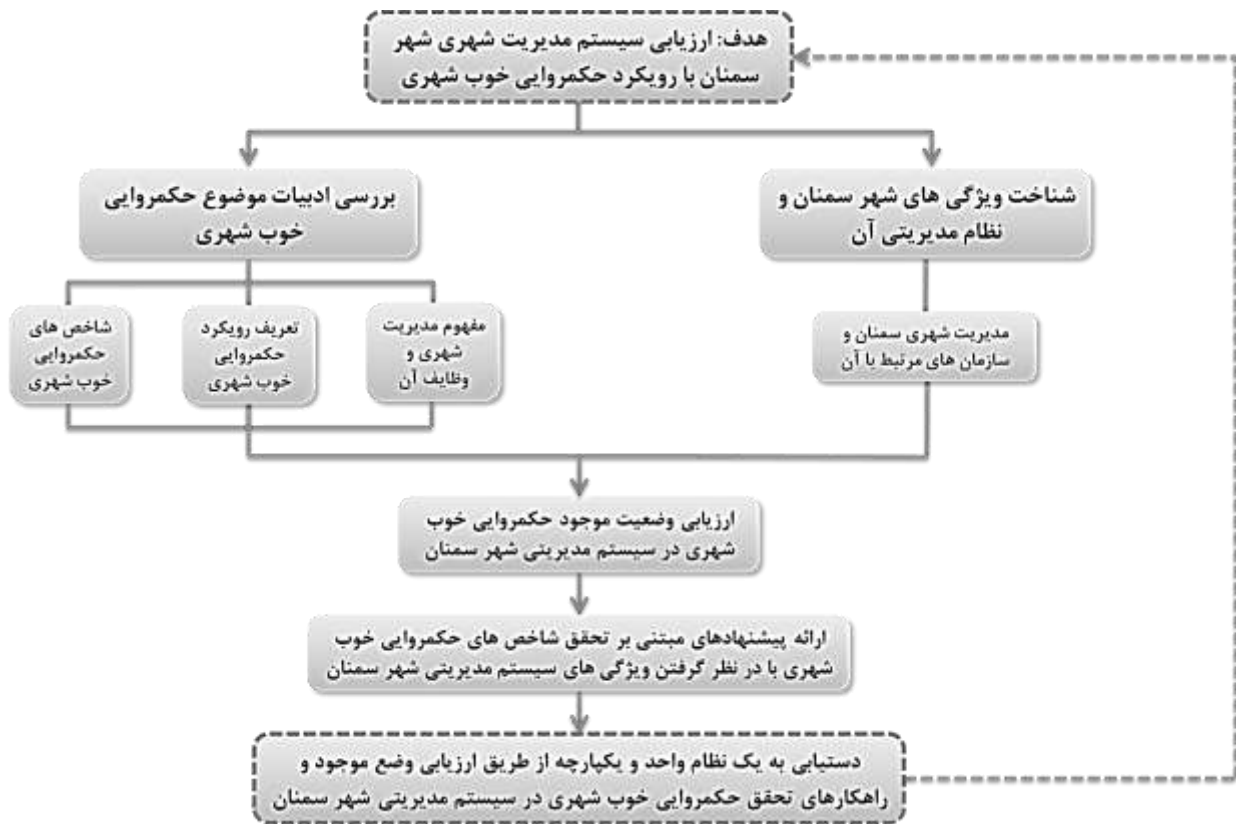 هدف: ارزیابی سیستم مدیریت شهری شهر
سمنان با رویکرد حکمروایی خوب شهری
شناخت ویژگی های شهر سمنان و
نظام مدیریتی آن
بررسی ادبیات موضوع حکمروایی
خوب شهری
مدیریت شهری سمنان و
سازمان های مرتبط با آن
مفهوم مدیریت
شهری و
وظایف آن
تعریف رویکرد
حکمروایی
خوب شهری
شاخص های
حکمروایی
خوب شهری
ارزیابی وضعیت موجود حکمروایی خوب
شهری در سیستم مدیریتی شهر سمنان
ارائه پیشنهادهای مبتنی بر تحقق شاخص های حکمروایی خوب
شهری با در نظر گرفتن ویژگی های سیستم مدیریتی شهر سمنان
دستیابی به یک نظام واحد و یکپارچه از طریق ارزیابی وضع موجود و
راهکارهای تحقق حکمروایی خوب شهری در سیستم مدیریتی شهر سمنان